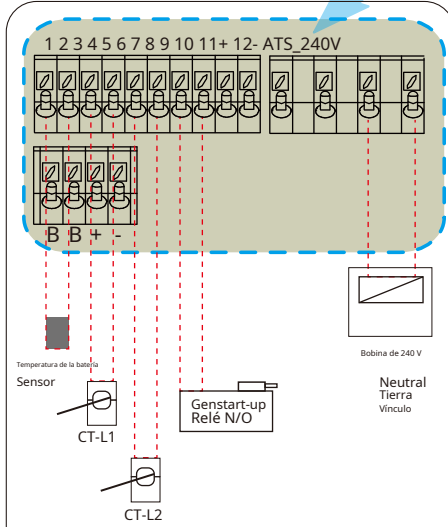 1 2 3 4 5 6 7 8 9 10 11+ 12- ATS_240V
B B + -
Temperatura de la batería
Sensor
CT-L1
CT-L2
Genstart-up
Relé N/O
Bobina de 240 V
Neutral
Tierra
Vínculo